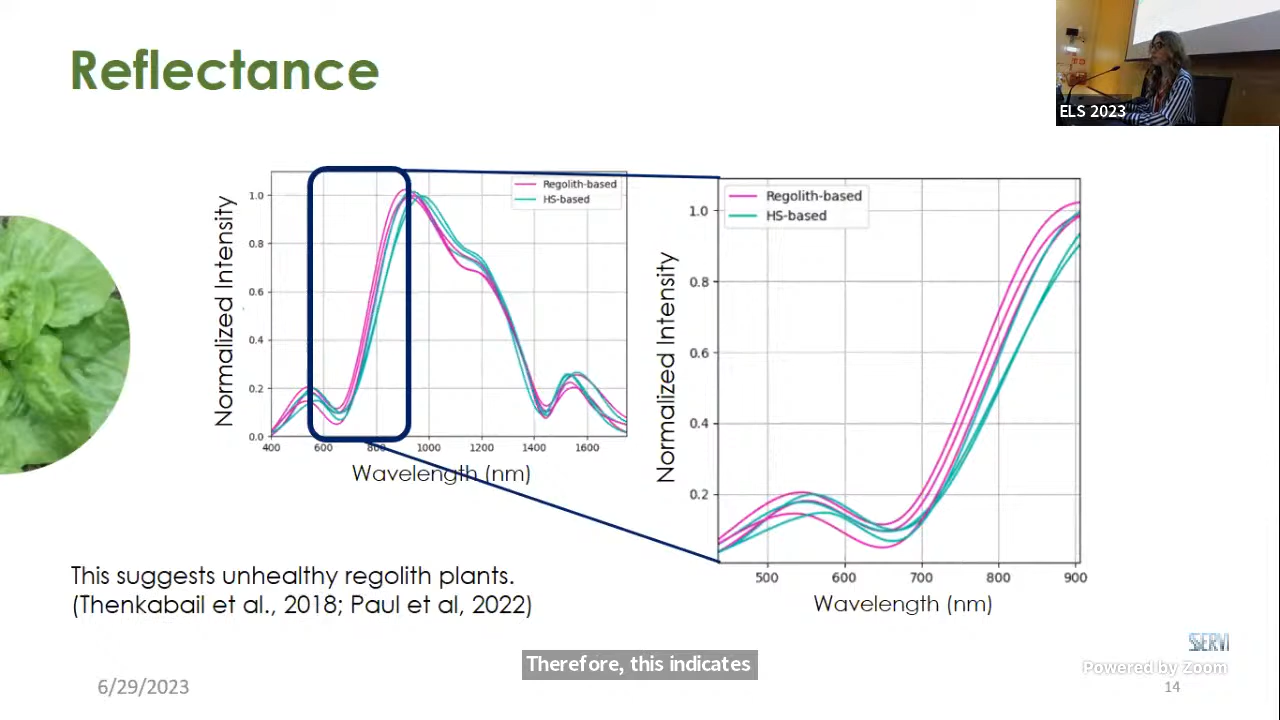 Reflectance
ELS 2023
Normalized Intensity
1.0
0.8
0.6
0.4
0.2
0.0
400
600
800
1000
1200
1400
1600
Wavelength (nm)
Regolith-based
HS-based
Normalized Intensity
1.0
0.8
0.6
0.4
0.2
500
600
700
800
900
Wavelength (nm)
Regolith-based
HS-based
This suggests unhealthy regolith plants.
(Thenkabail et al., 2018; Paul et al, 2022)
Therefore, this indicates
SSERVI
Powered by Zoom
6/29/2023
14